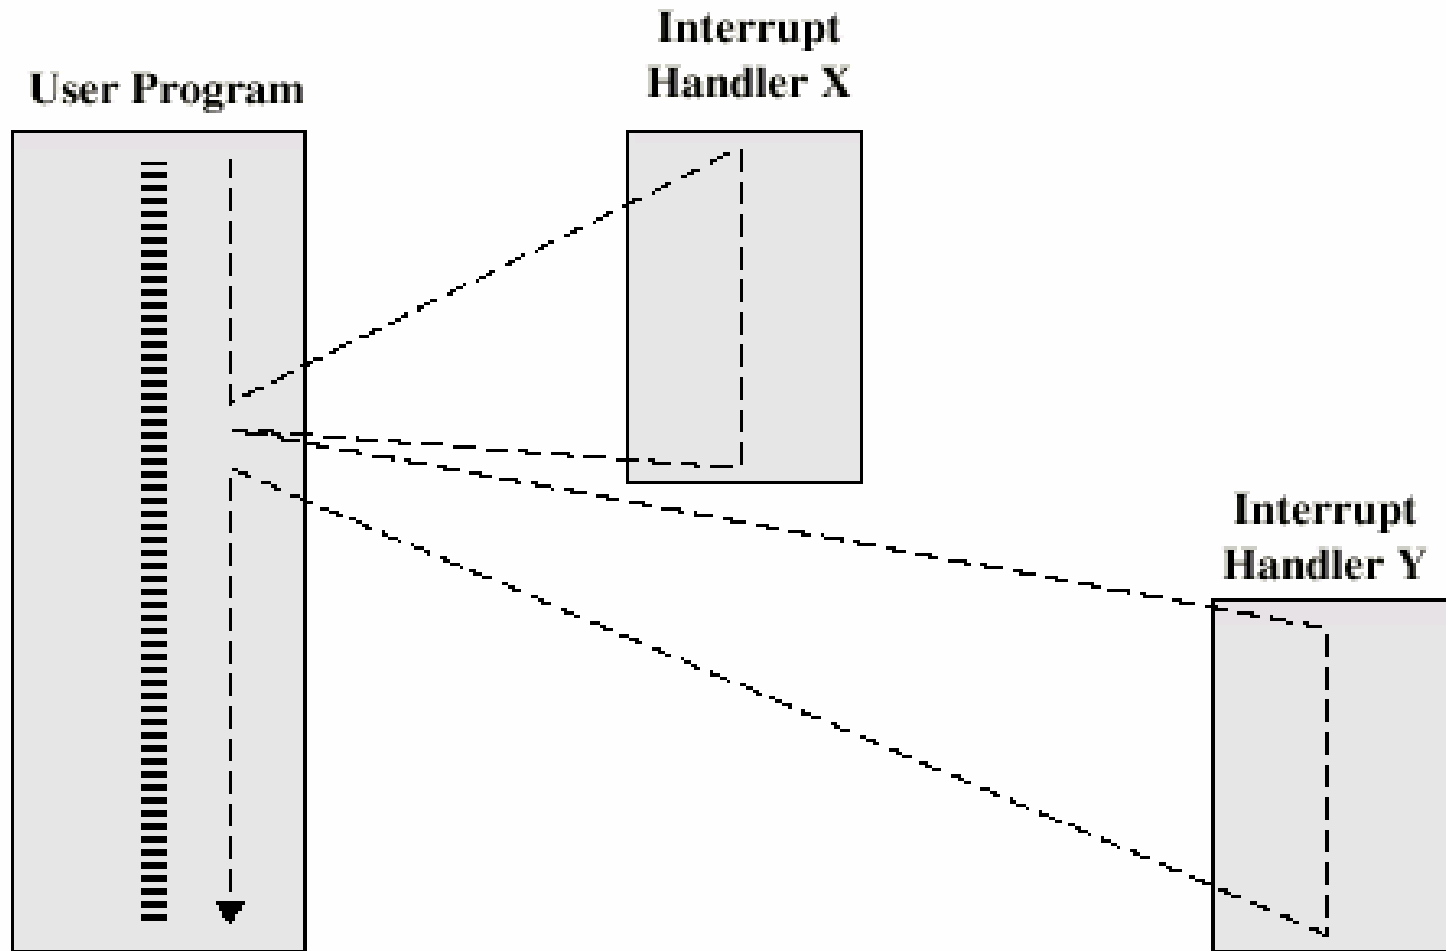 User Program
Interrupt
Handler X
Interrupt
Handler Y